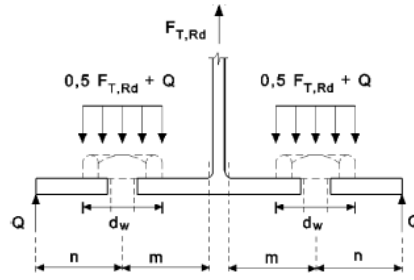 F_T,Rd
0,5 F_T,Rd + Q 0,5 F_T,Rd + Q
Q d_w d_w Q
n m m n